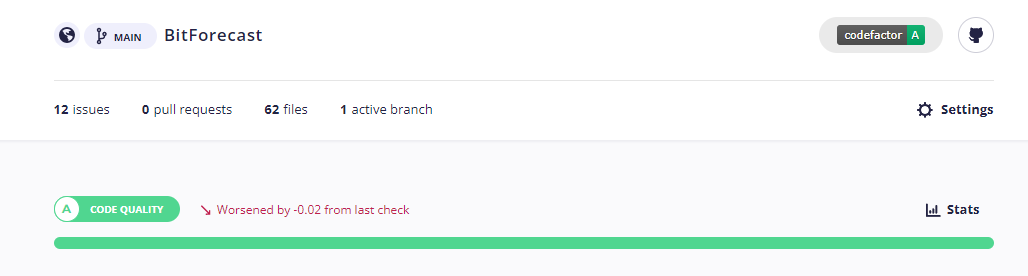 MAIN BitForecast codefactor A
12 issues 0 pull requests 62 files 1 active branch Settings
A CODE QUALITY Worsened by -0.02 from last check Stats